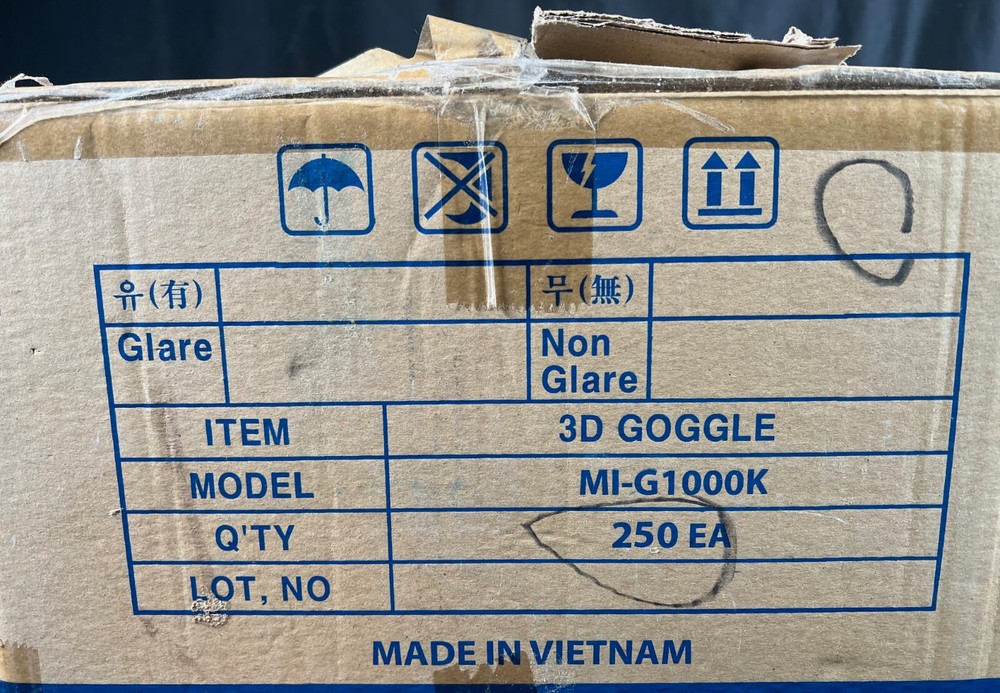 유(有) 무(無)
Glare Non
Glare
ITEM 3D GOGGLE
MODEL MI-G1000K
Q'TY 250 EA
LOT, NO
MADE IN VIETNAM